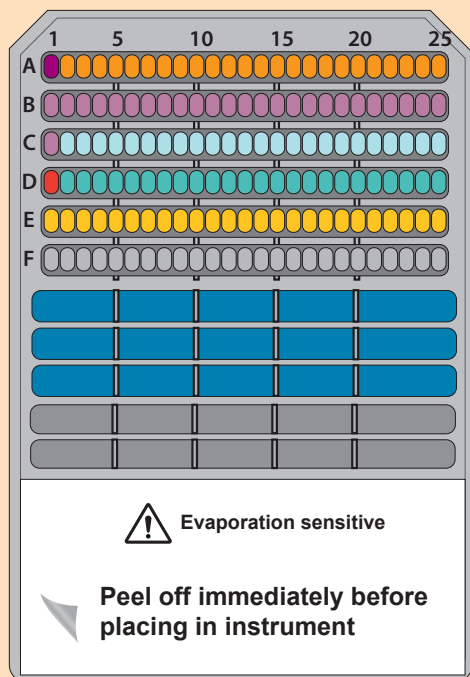 1 5 10 15 20 25
A
B
C
D
E
F
Evaporation sensitive
Peel off immediately before
placing in instrument